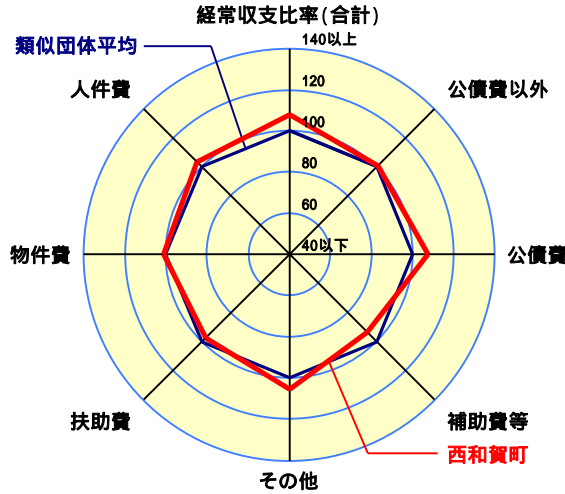 経常収支比率(合計)
140以上
類似団体平均
人件費
120
公債費以外
100
80
60
物件費
40以下
公債費
扶助費
補助費等
西和賀町
その他